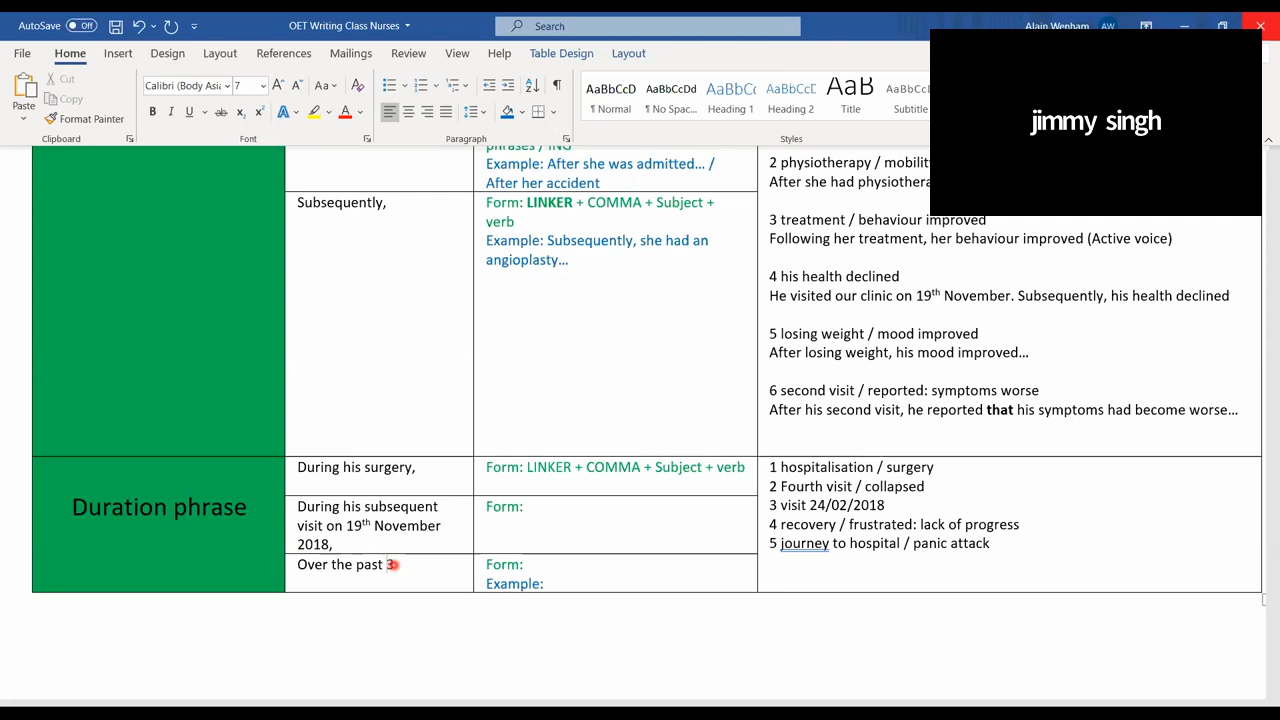 AutoSave Off OET Writing Class Nurses Search Alain Wenham AW
File Home Insert Design Layout References Mailings Review View Help Table Design Layout
Paste Cut Copy Format Painter
Calibri (Body Asi 7
AaBbCcDd AaBbCcDd AaBbCcD AaBbCcD AaB AaBbCcD
¶ Normal ¶ No Spac... Heading 1 Heading 2 Title Subtitle
Clipboard Font Paragraph Styles
jimmy singh
phrases / ING
Example: After she was admitted... /
After her accident
Subsequently,
Form: LINKER + COMMA + Subject +
verb
Example: Subsequently, she had an
angioplasty...
2 physiotherapy / mobilit
After she had physiothera
3 treatment / behaviour improved
Following her treatment, her behaviour improved (Active voice)
4 his health declined
He visited our clinic on 19th November. Subsequently, his health declined
5 losing weight / mood improved
After losing weight, his mood improved...
6 second visit / reported: symptoms worse
After his second visit, he reported that his symptoms had become worse...
Duration phrase
During his surgery,
Form: LINKER + COMMA + Subject + verb
During his subsequent
visit on 19th November
2018,
Form:
Over the past 3
Form:
Example:
1 hospitalisation / surgery
2 Fourth visit / collapsed
3 visit 24/02/2018
4 recovery / frustrated: lack of progress
5 journey to hospital / panic attack